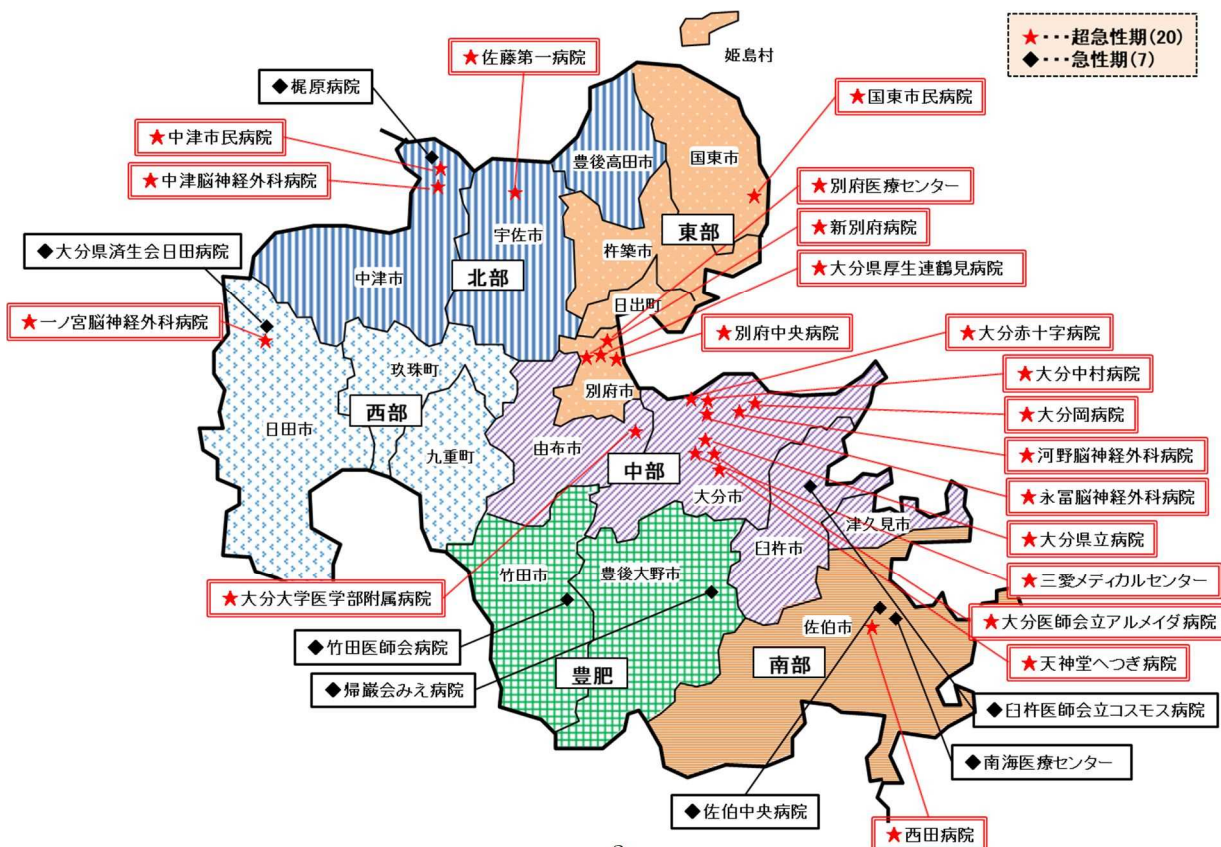 ★・・・超急性期(20)
◆・・・急性期(7)
姫島村
★佐藤第一病院
◆梶原病院
★国東市民病院
★中津市民病院
★中津脳神経外科病院
豊後高田市
国東市
★別府医療センター
★新別府病院
◆大分県済生会日田病院
宇佐市
東部
杵築市
★大分県厚生連鶴見病院
中津市
北部
日出町
★一ノ宮脳神経外科病院
★別府中央病院
★大分赤十字病院
玖珠町
★大分中村病院
別府市
西部
★大分岡病院
日田市
九重町
由布市
中部
★河野脳神経外科病院
大分市
★永冨脳神経外科病院
津久見市
★大分県立病院
臼杵市
竹田市
豊後大野市
★三愛メディカルセンター
★大分大学医学部附属病院
★大分医師会立アルメイダ病院
佐伯市
◆竹田医師会病院
★天神堂へつぎ病院
南部
豊肥
◆帰巖会みえ病院
◆臼杵医師会立コスモス病院
◆南海医療センター
◆佐伯中央病院
★西田病院